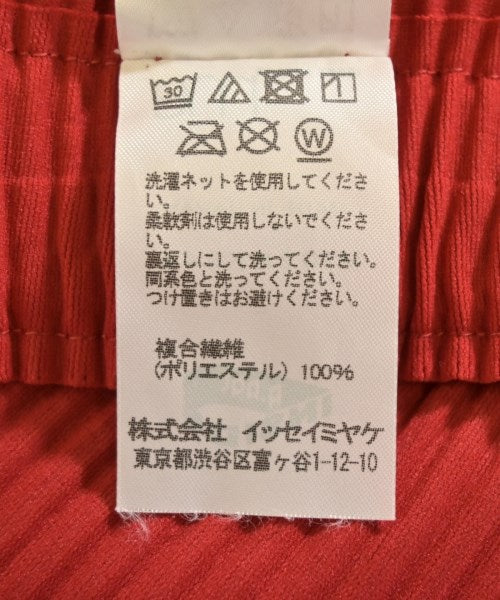 30
W
洗濯ネットを使用してくださ
い。
柔軟剤は使用しないでくださ
い。
裏返しにして洗ってください。
同系色と洗ってください。
つけ置きはお避けください。
複合繊維
(ポリエステル) 100%
株式会社 イッセイミヤケ
東京都渋谷区富ヶ谷1-12-10